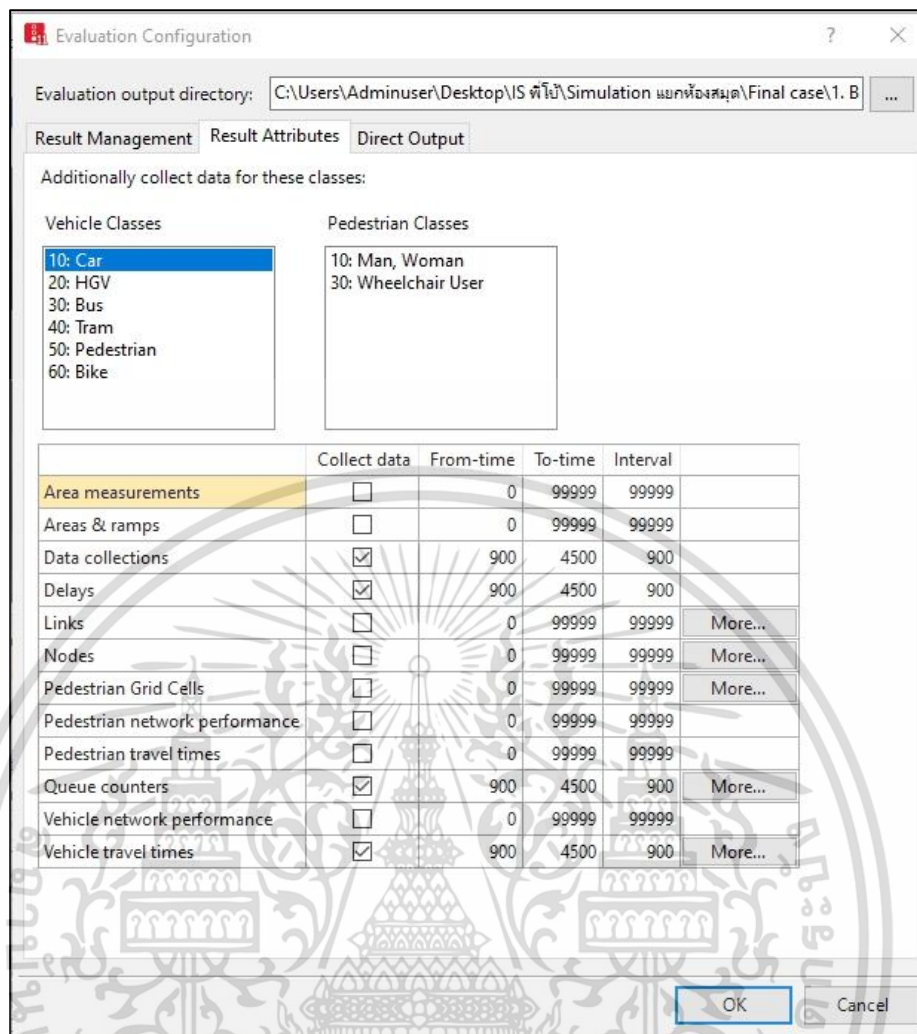 Evaluation Configuration ? ×
Evaluation output directory: C:\Users\Adminuser\Desktop\IS พี่โบ้\Simulation แยกห้องสมุด\Final case\1. B ...
Result Management Result Attributes Direct Output
Additionally collect data for these classes:
Vehicle Classes Pedestrian Classes
10: Car 10: Man, Woman
20: HGV 30: Wheelchair User
30: Bus
40: Tram
50: Pedestrian
60: Bike
Collect data From-time To-time Interval
Area measurements 0 99999 99999
Areas & ramps 0 99999 99999
Data collections 900 4500 900
Delays 900 4500 900
Links 0 99999 99999 More...
Nodes 0 99999 99999 More...
Pedestrian Grid Cells 0 99999 99999 More...
Pedestrian network performance 0 99999 99999
Pedestrian travel times 0 99999 99999
Queue counters 900 4500 900 More...
Vehicle network performance 0 99999 99999
Vehicle travel times 900 4500 900 More...
OK Cancel